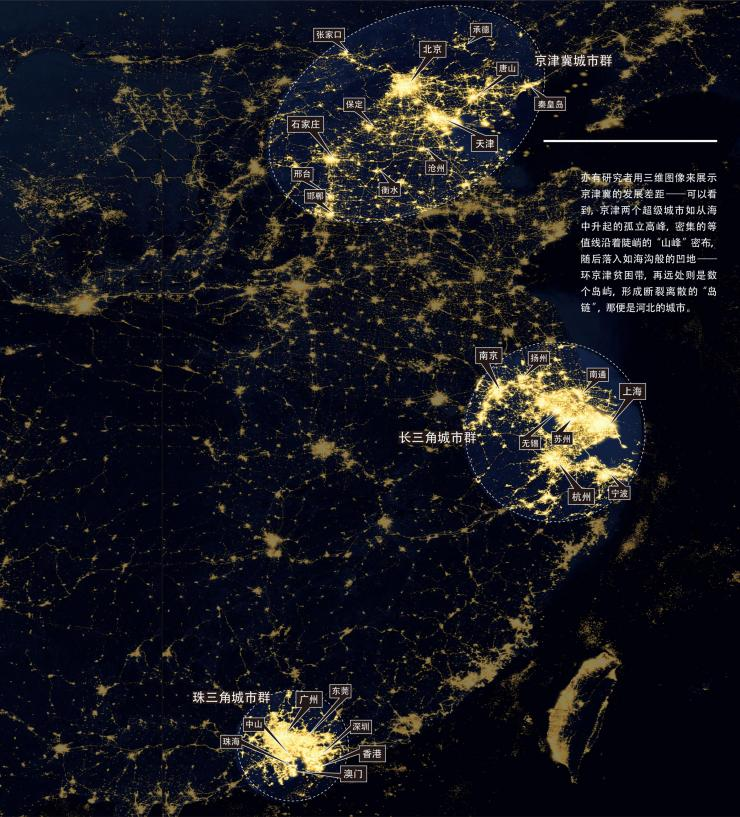 张家口
承德
北京
京津冀城市群
唐山
保定
秦皇岛
石家庄
天津
沧州
邢台
衡水
邯郸
亦有研究者用三维图像来展示
京津冀的发展差距——可以看
到，京津两个超级城市如从海
中升起的孤立高峰，密集的等
值线沿着陡峭的“山峰”密布，
随后落入如海沟般的凹地——
环京津贫困带，再远处则是数
个岛屿，形成断裂离散的“岛
链”，那便是河北的城市。
南京
扬州
南通
上海
长三角城市群
无锡
苏州
杭州
宁波
珠三角城市群
广州
东莞
中山
深圳
珠海
香港
澳门